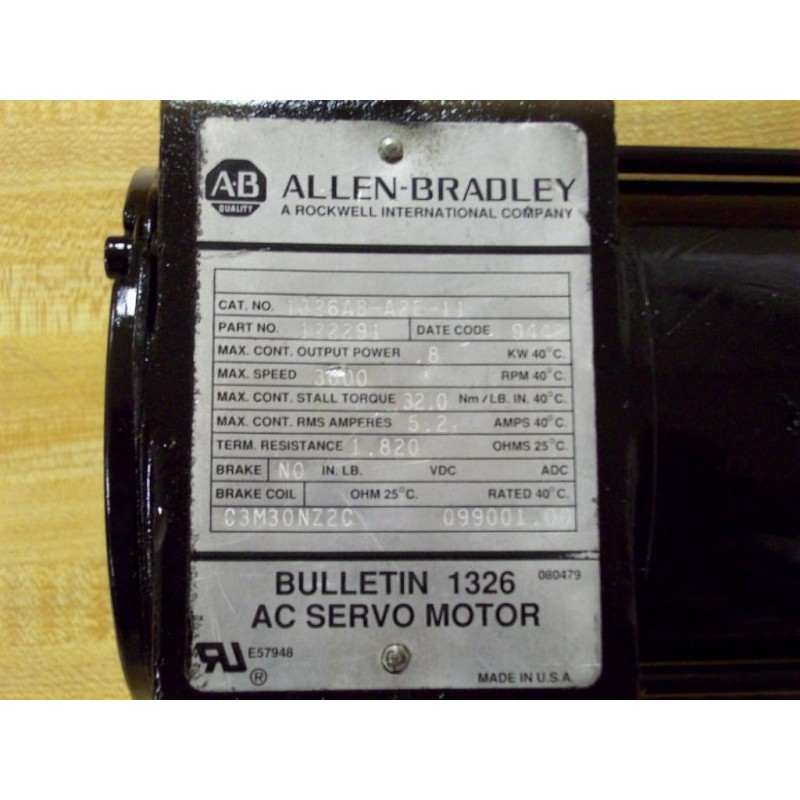 A-B
QUALITY
ALLEN-BRADLEY
A ROCKWELL INTERNATIONAL COMPANY
CAT. NO. 1326AB-A2E-11
PART NO. 122291 DATE CODE 9442
MAX. CONT. OUTPUT POWER .8 KW 40°C.
MAX. SPEED 3000 RPM 40°C.
MAX. CONT. STALL TORQUE 32.0 Nm / LB. IN. 40°C.
MAX. CONT. RMS AMPERES 5.2 AMPS 40°C.
TERM. RESISTANCE 1.820 OHMS 25°C.
BRAKE NO IN. LB. VDC ADC
BRAKE COIL OHM 25°C. RATED 40°C.
C3M30NZ2C
BULLETIN 1326 080479
AC SERVO MOTOR
RU E57948
®
MADE IN U.S.A.